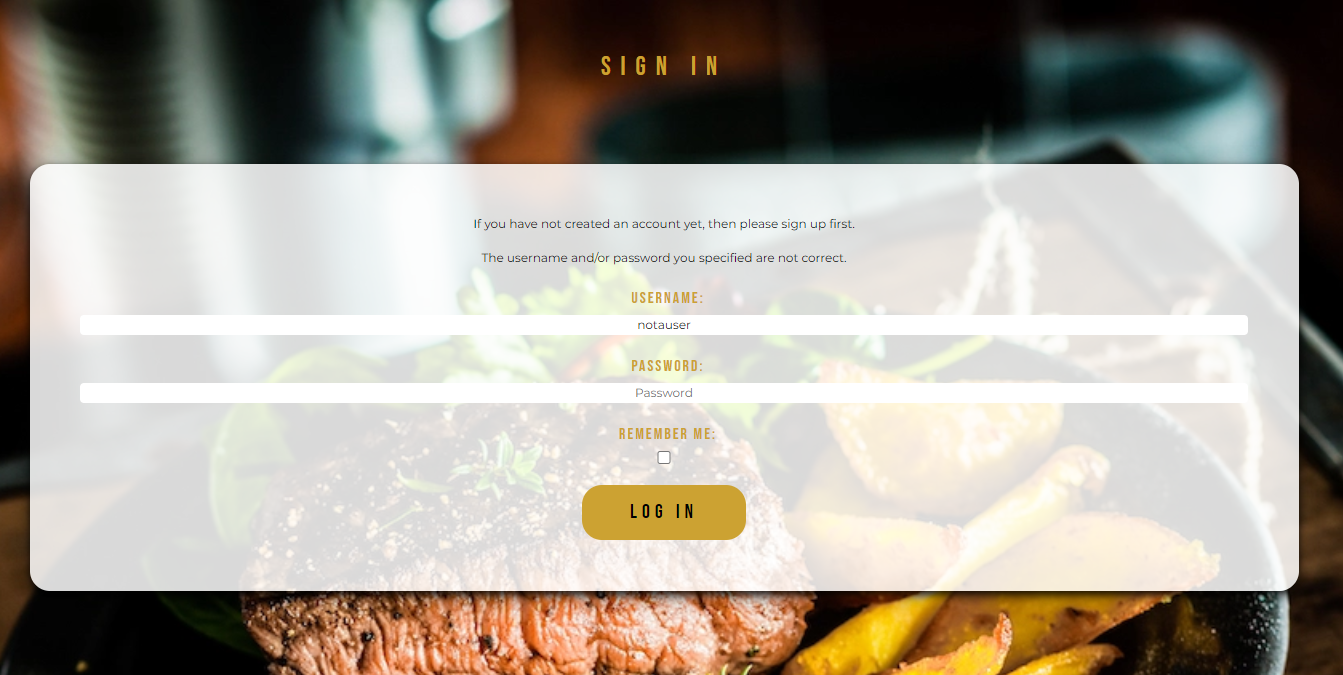 SIGN IN
If you have not created an account yet, then please sign up first.
The username and/or password you specified are not correct.
USERNAME:
notauser
PASSWORD:
Password
REMEMBER ME:
LOG IN